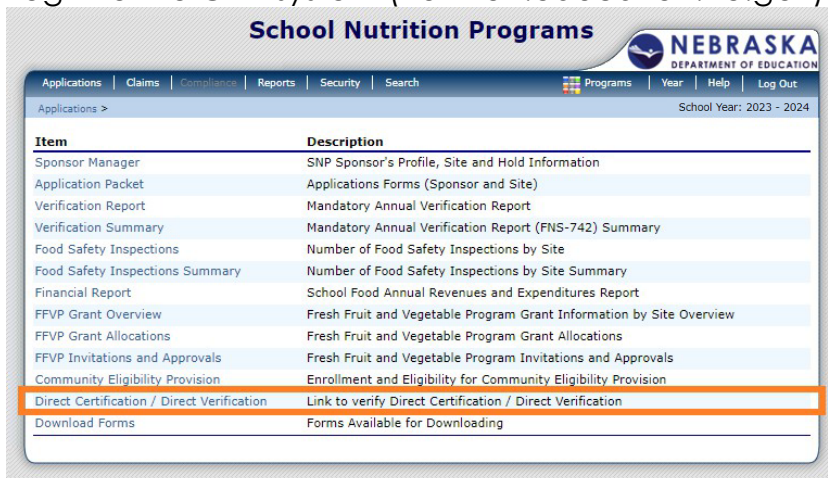 School Nutrition Programs
NEBRASKA
DEPARTMENT OF EDUCATION
Applications | Claims | Compliance | Reports | Security | Search Programs | Year | Help | Log Out
Applications > School Year: 2023 - 2024
Item Description
Sponsor Manager SNP Sponsor's Profile, Site and Hold Information
Application Packet Applications Forms (Sponsor and Site)
Verification Report Mandatory Annual Verification Report
Verification Summary Mandatory Annual Verification Report (FNS-742) Summary
Food Safety Inspections Number of Food Safety Inspections by Site
Food Safety Inspections Summary Number of Food Safety Inspections by Site Summary
Financial Report School Food Annual Revenues and Expenditures Report
FFVP Grant Overview Fresh Fruit and Vegetable Program Grant Information by Site Overview
FFVP Grant Allocations Fresh Fruit and Vegetable Program Grant Allocations
FFVP Invitations and Approvals Fresh Fruit and Vegetable Program Invitations and Approvals
Community Eligibility Provision Enrollment and Eligibility for Community Eligibility Provision
Direct Certification / Direct Verification Link to verify Direct Certification / Direct Verification
Download Forms Forms Available for Downloading